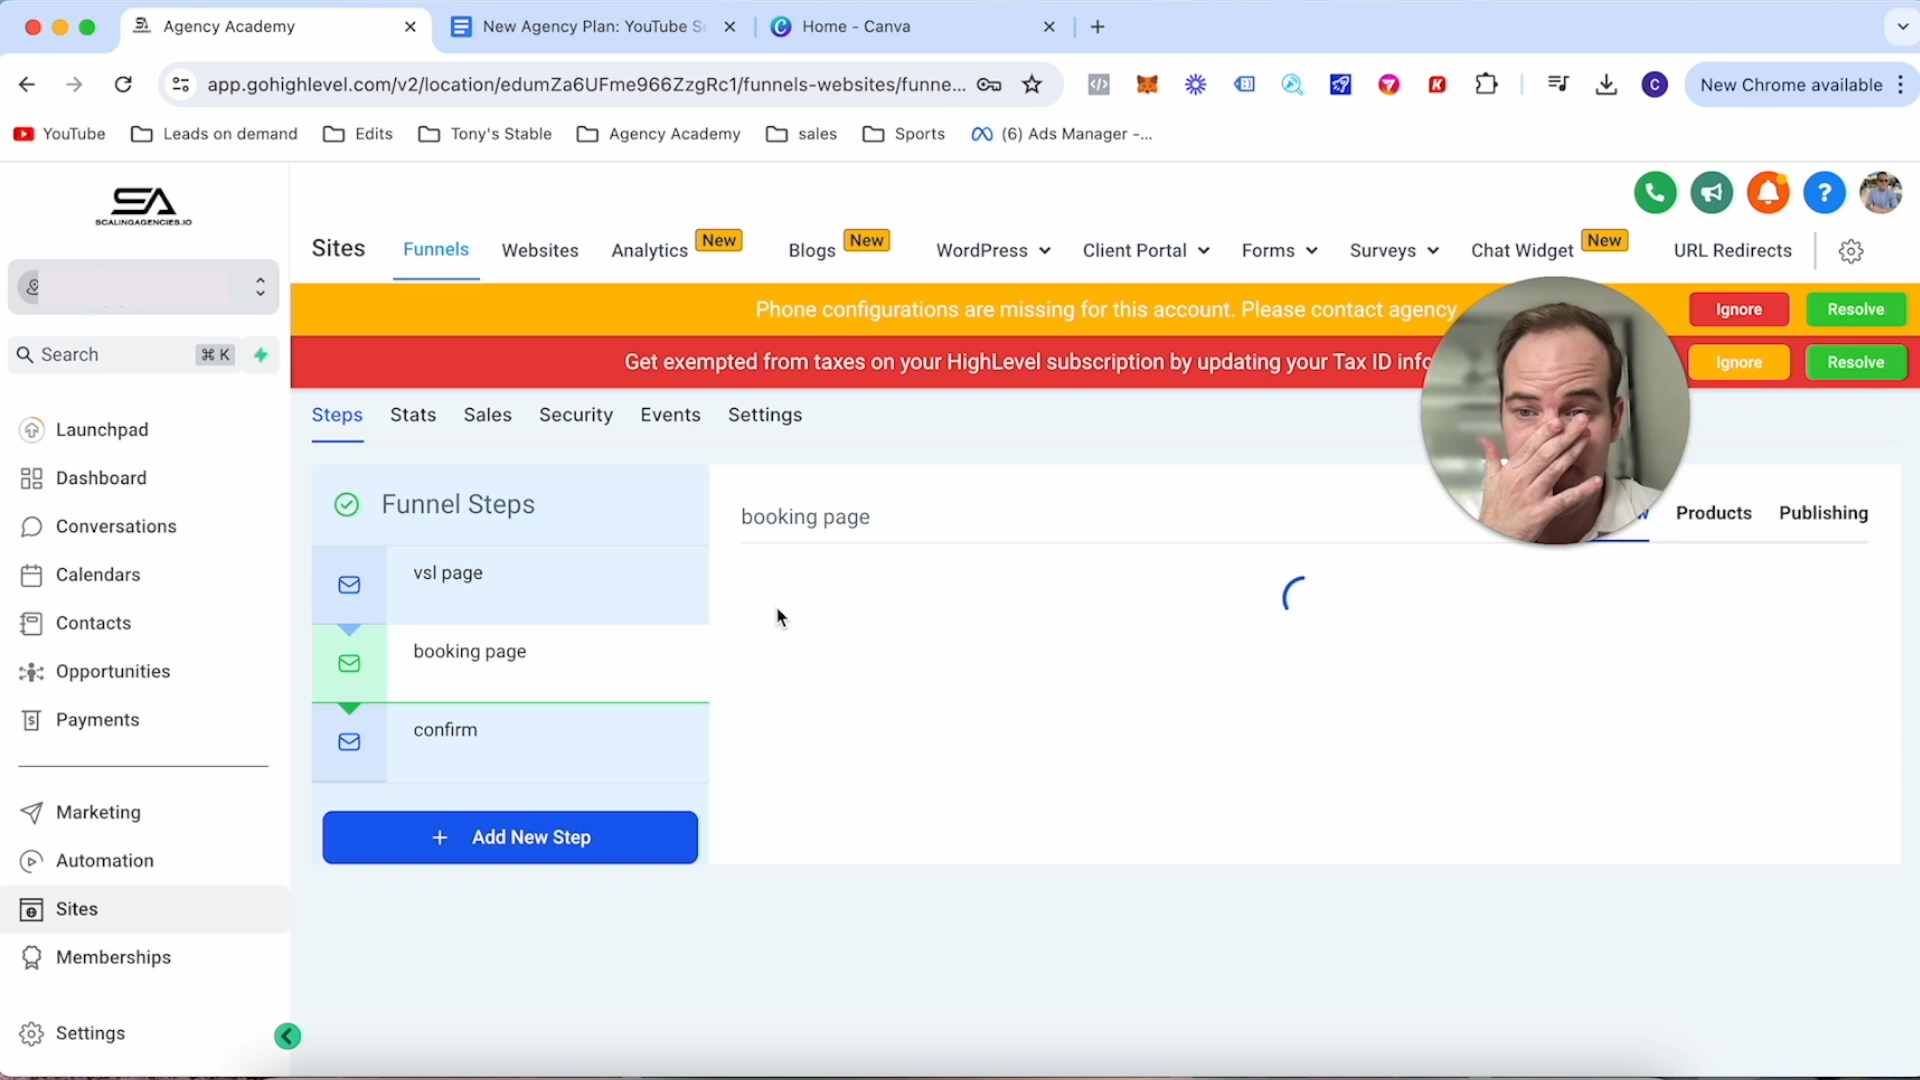 Agency Academy
New Agency Plan: YouTube Sc
Home - Canva
app.gohighlevel.com/v2/location/edumZa6UFme966ZzgRc1/funnels-websites/funne...
New Chrome available
YouTube
Leads on demand
Edits
Tony's Stable
Agency Academy
sales
Sports
(6) Ads Manager -...
SA
SCALINGAGENCIES.IO
Sites
Funnels
Websites
Analytics
New
Blogs
New
WordPress
Client Portal
Forms
Surveys
Chat Widget
New
URL Redirects
Phone configurations are missing for this account. Please contact agency
Ignore
Resolve
Get exempted from taxes on your HighLevel subscription by updating your Tax ID info
Ignore
Resolve
Search
⌘ K
Launchpad
Dashboard
Conversations
Calendars
Contacts
Opportunities
Payments
Marketing
Automation
Sites
Memberships
Settings
Steps
Stats
Sales
Security
Events
Settings
Funnel Steps
vsl page
booking page
confirm
+ Add New Step
booking page
Products
Publishing